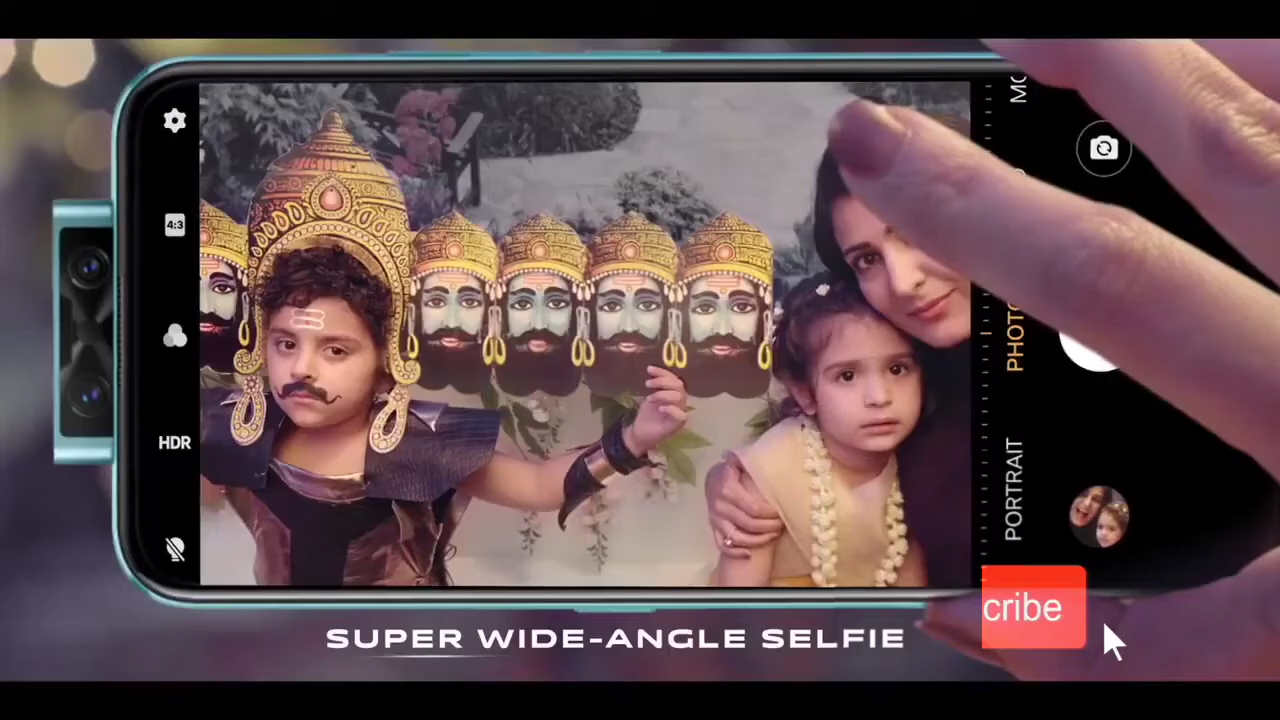 MO
4:3
PHOTO
HDR
PORTRAIT
cribe
SUPER WIDE-ANGLE SELFIE